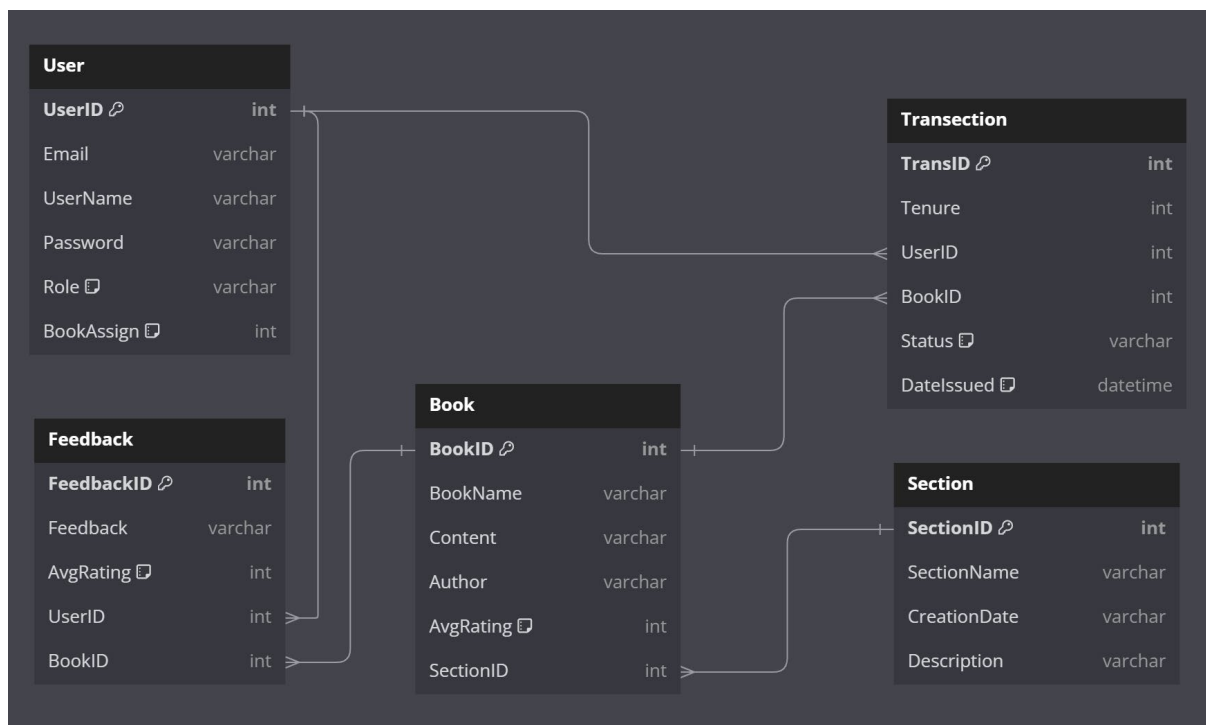 User
UserID int
Email varchar
UserName varchar
Password varchar
Role varchar
BookAssign int
Transection
TransID int
Tenure int
UserID int
BookID int
Status varchar
DateIssued datetime
Feedback
FeedbackID int
Feedback varchar
AvgRating int
UserID int
BookID int
Book
BookID int
BookName varchar
Content varchar
Author varchar
AvgRating int
SectionID int
Section
SectionID int
SectionName varchar
CreationDate varchar
Description varchar